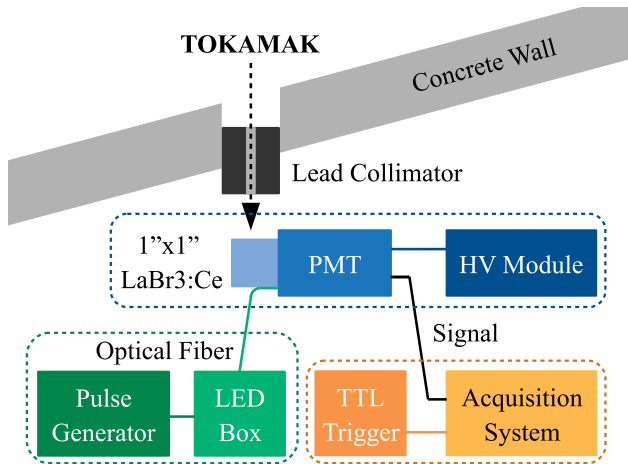 TOKAMAK
Concrete Wall
Lead Collimator
1”x1”
LaBr3:Ce
PMT
HV Module
Optical Fiber
Signal
Pulse
Generator
LED
Box
TTL
Trigger
Acquisition
System